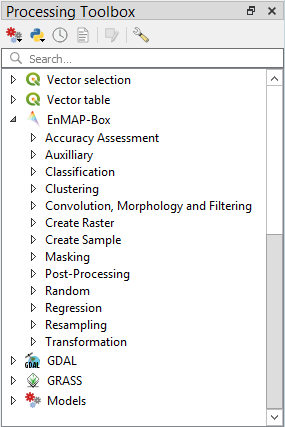 Processing Toolbox
Search...
Vector selection
Vector table
EnMAP-Box
Accuracy Assessment
Auxilliary
Classification
Clustering
Convolution, Morphology and Filtering
Create Raster
Create Sample
Masking
Post-Processing
Random
Regression
Resampling
Transformation
GDAL
GDAL
GRASS
Models